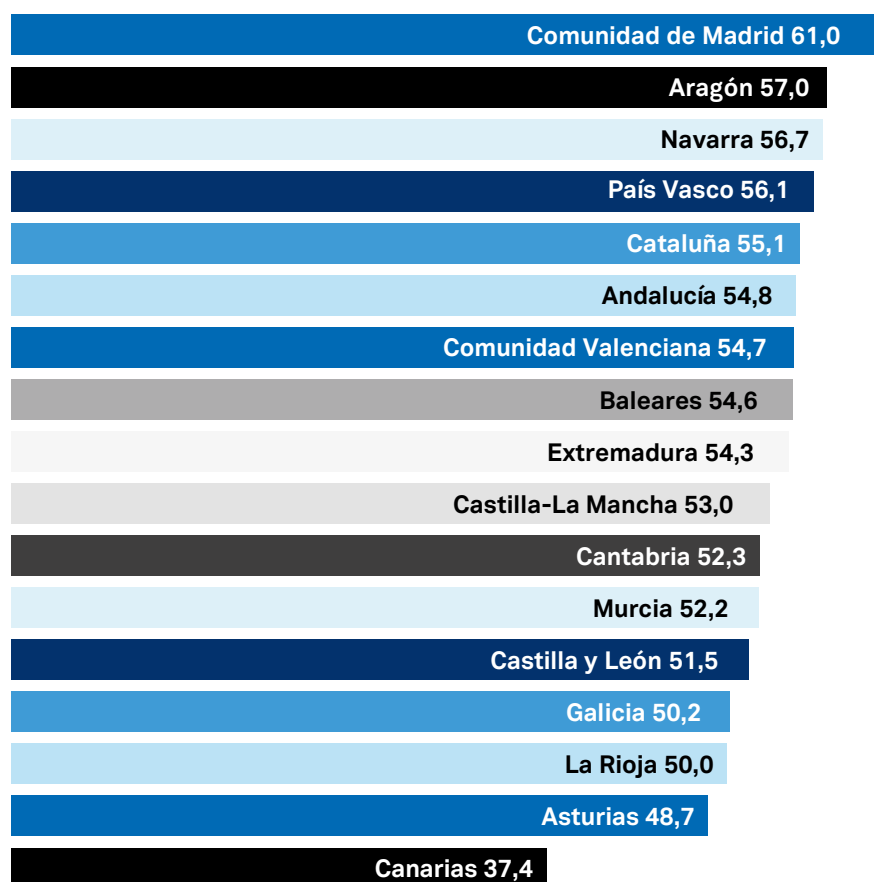 Comunidad de Madrid 61,0
Aragón 57,0
Navarra 56,7
País Vasco 56,1
Cataluña 55,1
Andalucía 54,8
Comunidad Valenciana 54,7
Baleares 54,6
Extremadura 54,3
Castilla-La Mancha 53,0
Cantabria 52,3
Murcia 52,2
Castilla y León 51,5
Galicia 50,2
La Rioja 50,0
Asturias 48,7
Canarias 37,4